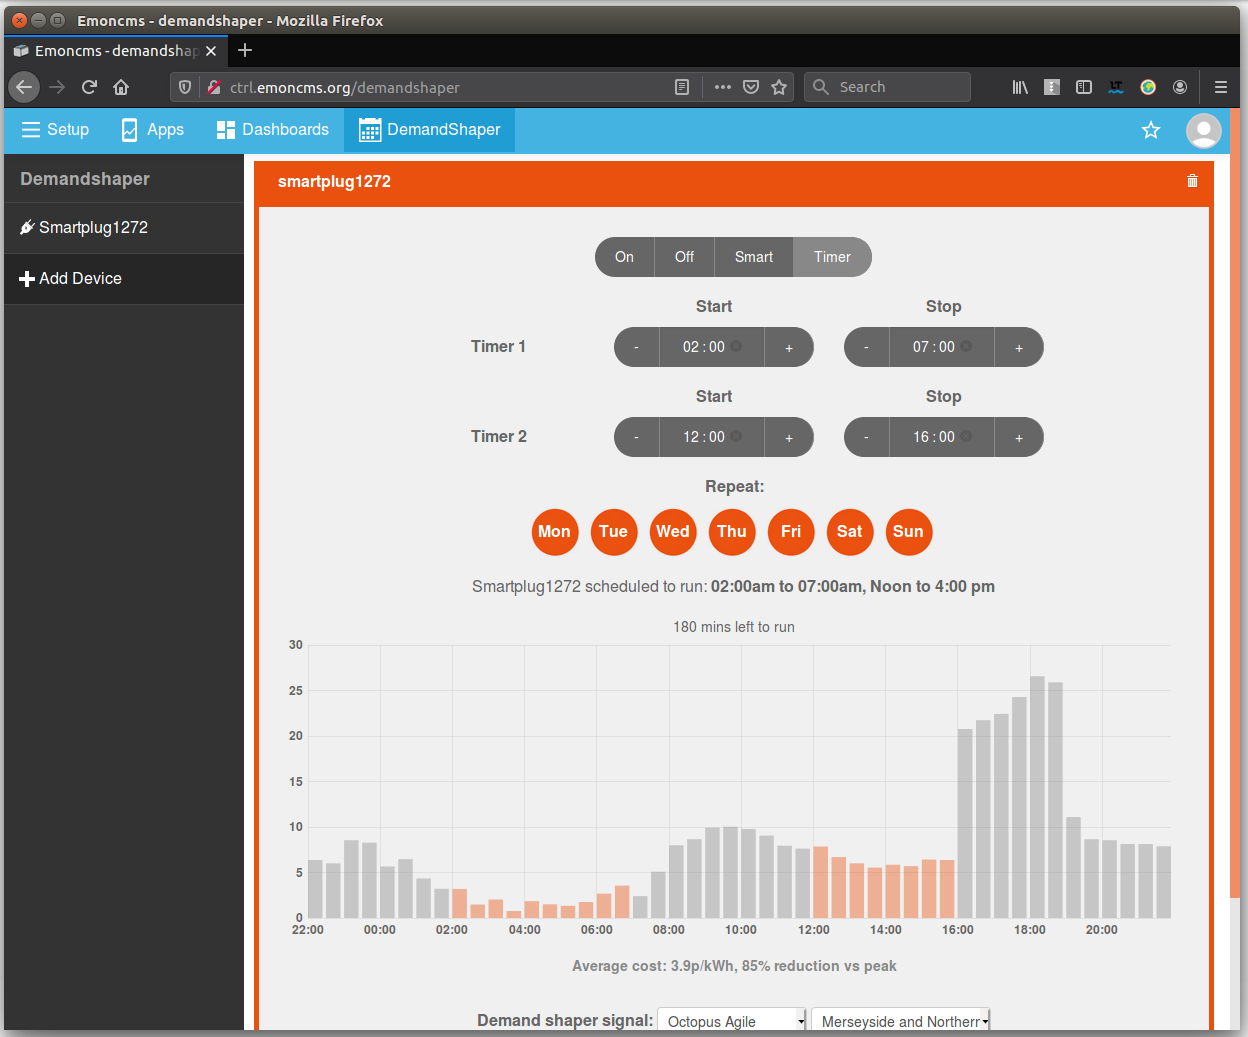 Emoncms - demandshaper - Mozilla Firefox
Emoncms - demandshap
ctrl.emoncms.org/demandshaper
Search
Setup
Apps
Dashboards
DemandShaper
Demandshaper
Smartplug1272
Add Device
smartplug1272
On
Off
Smart
Timer
Start
Stop
Timer 1
- 02 : 00 +
- 07 : 00 +
Start
Stop
Timer 2
- 12 : 00 +
- 16 : 00 +
Repeat:
Mon Tue Wed Thu Fri Sat Sun
Smartplug1272 scheduled to run: 02:00am to 07:00am, Noon to 4:00 pm
180 mins left to run
30
25
20
15
10
5
0
22:00 00:00 02:00 04:00 06:00 08:00 10:00 12:00 14:00 16:00 18:00 20:00
Average cost: 3.9p/kWh, 85% reduction vs peak
Demand shaper signal: Octopus Agile Merseyside and Northerr